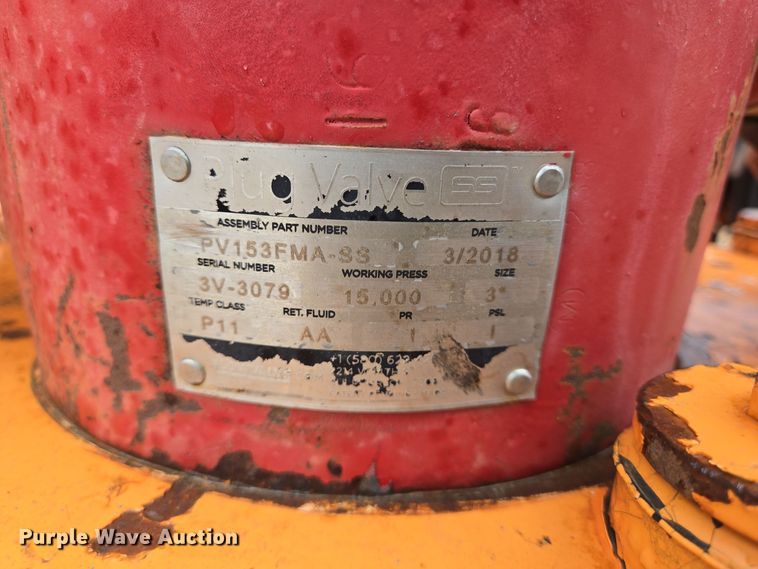 Plug Valve SS
ASSEMBLY PART NUMBER DATE
PV153FMA-SS 3/2018
SERIAL NUMBER WORKING PRESS SIZE
3V-3079 15,000 3"
TEMP CLASS RET. FLUID PR PSL
P11 AA 1 1
Purple Wave Auction